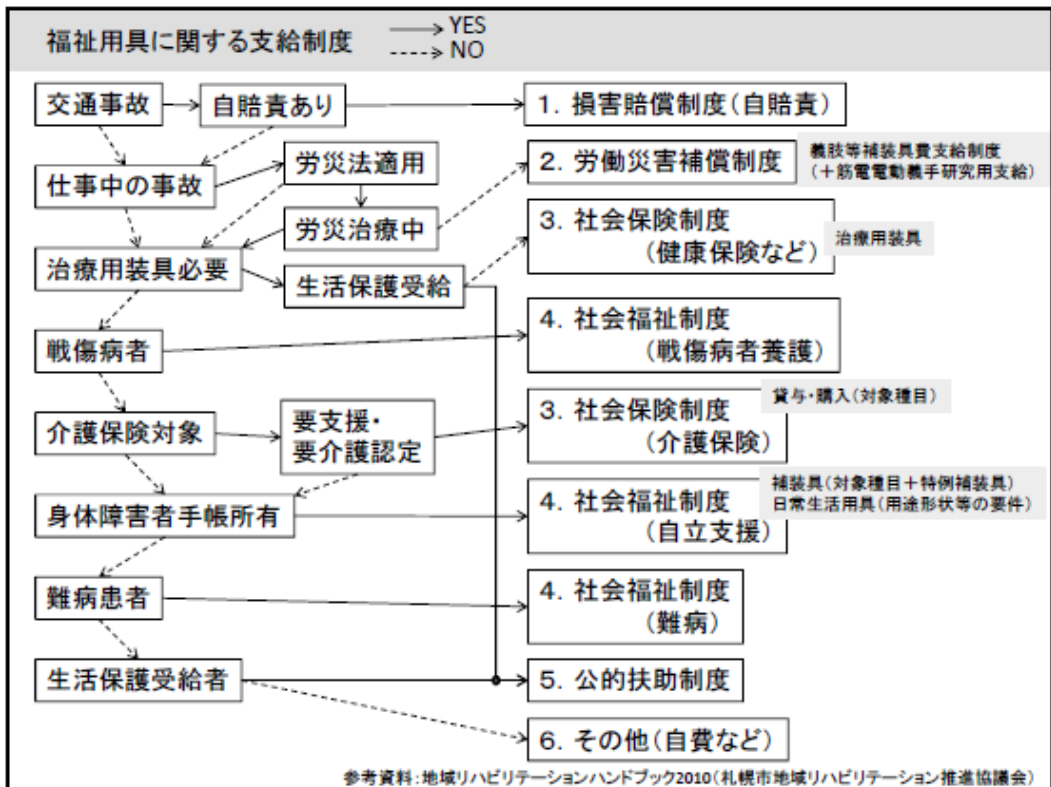 福祉用具に関する支給制度
YES
NO
交通事故
自賠責あり
1. 損害賠償制度(自賠責)
仕事中の事故
労災法適用
2. 労働災害補償制度
義肢等補装具費支給制度
(+筋電電動義手研究用支給)
労災治療中
3. 社会保険制度
(健康保険など)
治療用装具
治療用装具必要
生活保護受給
戦傷病者
4. 社会福祉制度
(戦傷病者養護)
介護保険対象
要支援・
要介護認定
3. 社会保険制度
(介護保険)
貸与・購入(対象種目)
身体障害者手帳所有
4. 社会福祉制度
(自立支援)
補装具(対象種目+特例補装具)
日常生活用具(用途形状等の要件)
難病患者
4. 社会福祉制度
(難病)
生活保護受給者
5. 公的扶助制度
6. その他(自費など)
参考資料:地域リハビリテーションハンドブック2010(札幌市地域リハビリテーション推進協議会)